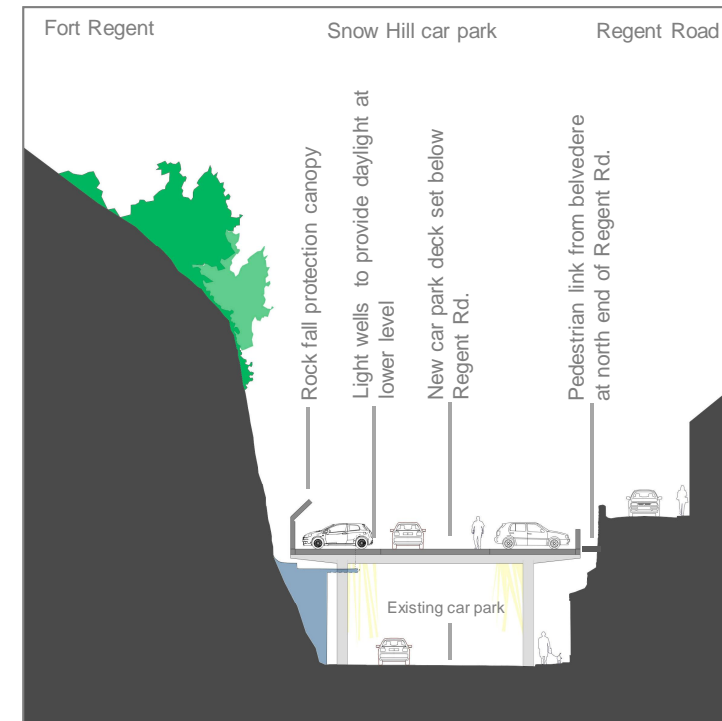 Fort Regent
Snow Hill car park
Regent Road
Rock fall protection canopy
Light wells to provide daylight at
lower level
New car park deck set below
Regent Rd.
Pedestrian link from belvedere
at north end of Regent Rd.
Existing car park